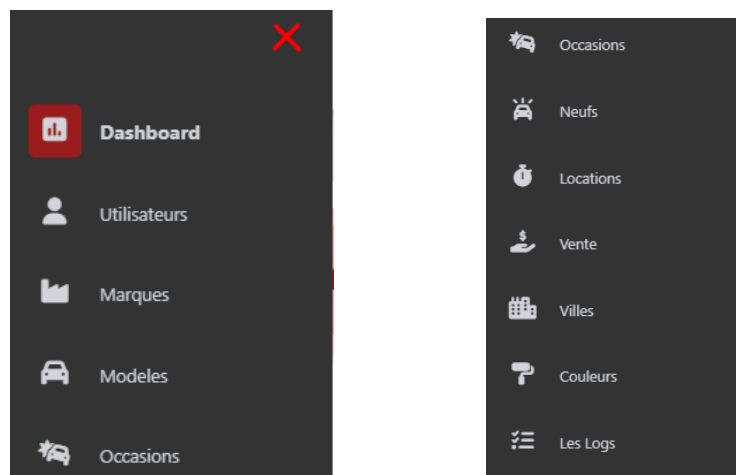 Dashboard
Utilisateurs
Marques
Modeles
Occasions
Occasions
Neufs
Locations
Vente
Villes
Couleurs
Les Logs